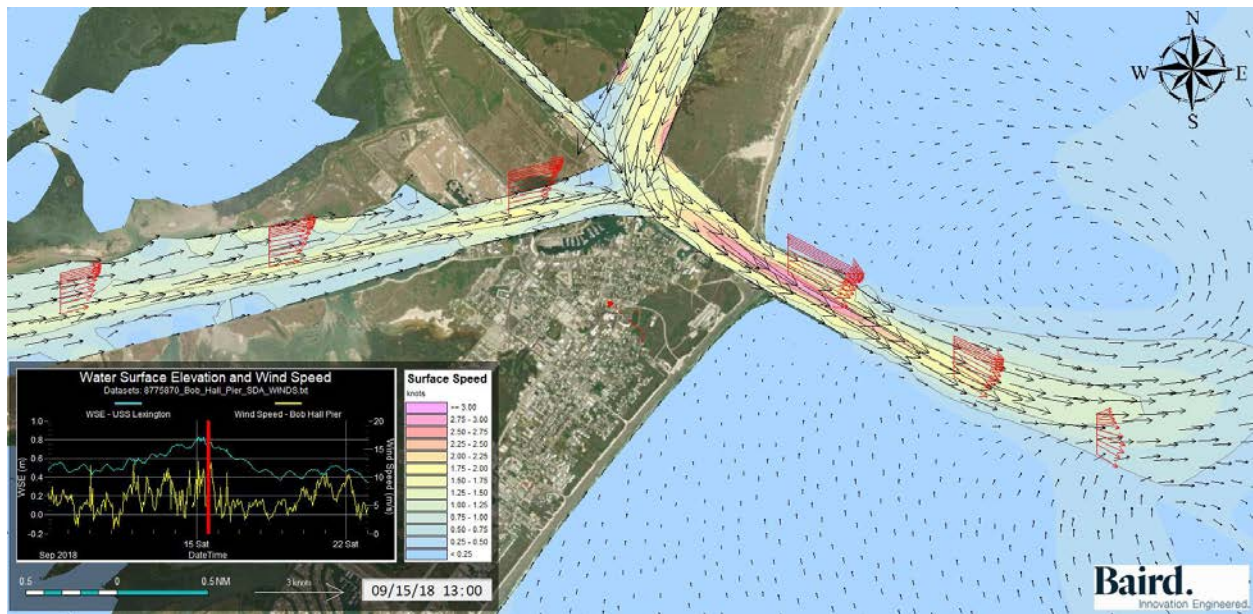 N
W E
S
Water Surface Elevation and Wind Speed
Datasets: 8775870_Bob_Hall_Pier_SDA_WINDS.txt
WSE - USS Lexington Wind Speed - Bob Hall Pier
1.0 20
0.8 15
0.6
0.4 10
0.2 5
0.0
-0.2 0
WSE (m)
Wind Speed (m/s)
15 Sat 22 Sat
Sep 2018 DateTime
Surface Speed
knots
>= 3.00
2.75 - 3.00
2.50 - 2.75
2.25 - 2.50
2.00 - 2.25
1.75 - 2.00
1.50 - 1.75
1.25 - 1.50
1.00 - 1.25
0.75 - 1.00
0.50 - 0.75
0.25 - 0.50
< 0.25
0.5 0 0.5 NM
3 knots
09/15/18 13:00
Baird.
Innovation Engineered.